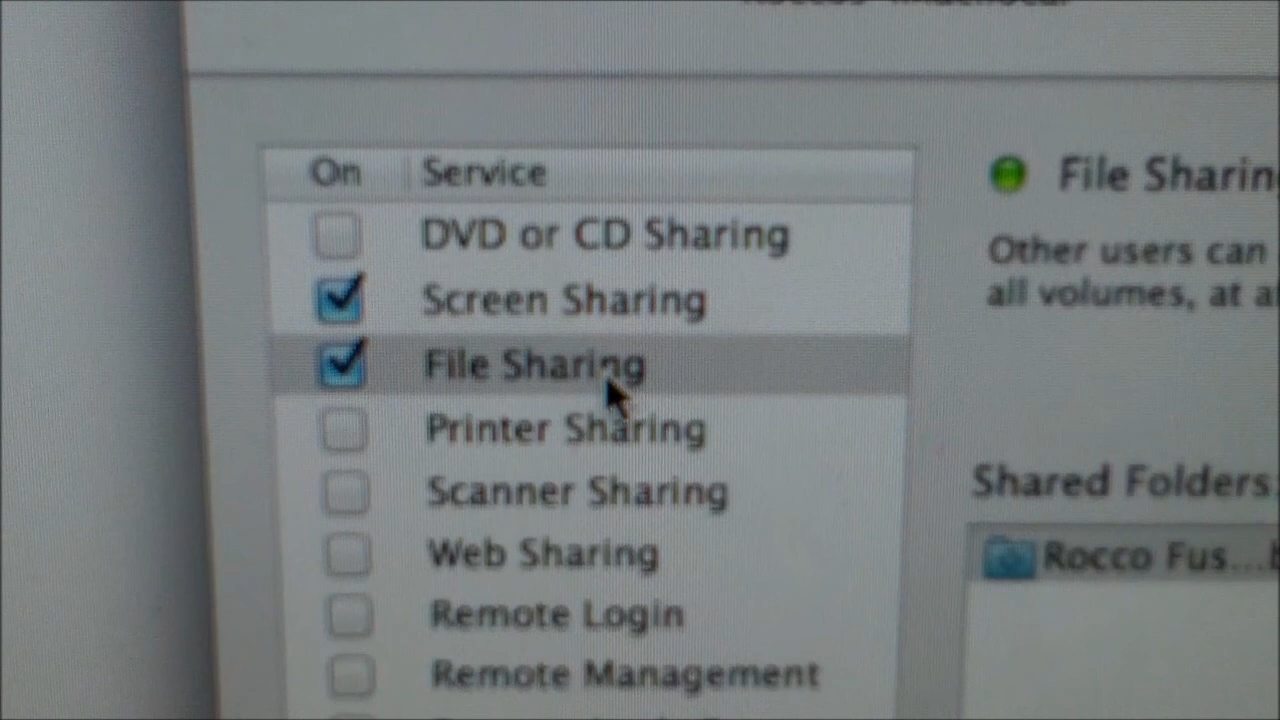 On Service
DVD or CD Sharing
Screen Sharing
File Sharing
Printer Sharing
Scanner Sharing
Web Sharing
Remote Login
Remote Management
File Sharin
Other users can
all volumes, at a
Shared Folders
Rocco Fus...